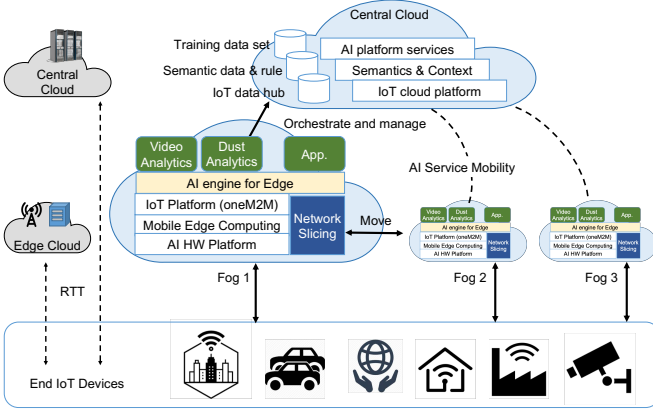 Central Cloud
Training data set
AI platform services
Semantic data & rule
Semantics & Context
IoT data hub
IoT cloud platform
Central
Cloud
Orchestrate and manage
Video
Analytics
Dust
Analytics
App.
AI engine for Edge
IoT Platform (oneM2M)
Mobile Edge Computing
AI HW Platform
Network
Slicing
Move
AI Service Mobility
Edge Cloud
RTT
Video
Analytics
Dust
Analytics
App.
AI engine for Edge
IoT Platform (oneM2M)
Mobile Edge Computing
AI HW Platform
Network
Slicing
Video
Analytics
Dust
Analytics
App.
AI engine for Edge
IoT Platform (oneM2M)
Mobile Edge Computing
AI HW Platform
Network
Slicing
Fog 1
Fog 2
Fog 3
End IoT Devices